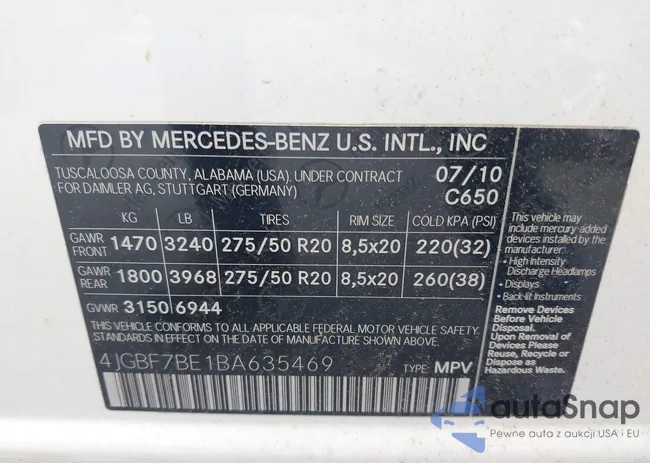 MFD BY MERCEDES-BENZ U.S. INTL., INC
TUSCALOOSA COUNTY, ALABAMA (USA), UNDER CONTRACT
FOR DAIMLER AG, STUTTGART (GERMANY)
07/10
C650
KG LB TIRES RIM SIZE COLD KPA (PSI)
GAWR FRONT 1470 3240 275/50 R20 8,5x20 220(32)
GAWR REAR 1800 3968 275/50 R20 8,5x20 260(38)
GVWR 3150 6944
THIS VEHICLE CONFORMS TO ALL APPLICABLE FEDERAL MOTOR VEHICLE SAFETY
STANDARDS IN EFFECT ON THE DATE OF MANUFACTURE SHOWN ABOVE.
4JGBF7BE1BA635469 TYPE: MPV
This vehicle may
include mercury-added
devices installed by the
manufacturer:
• High Intensity
Discharge Headlamps
• Displays
• Back-lit Instruments
Remove Devices
Before Vehicle
Disposal.
Upon Removal
of Devices Please
Reuse, Recycle or
Dispose as
Hazardous Waste.
autoSnap
Pewne auta z aukcji USA i EU